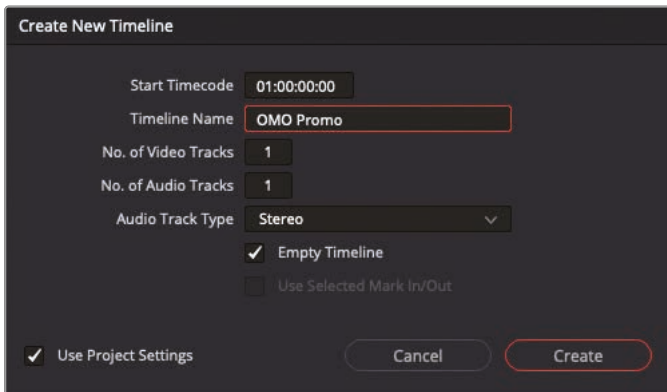 Create New Timeline
Start Timecode 01:00:00:00
Timeline Name OMO Promo
No. of Video Tracks 1
No. of Audio Tracks 1
Audio Track Type Stereo
Empty Timeline
Use Selected Mark In/Out
Use Project Settings Cancel Create